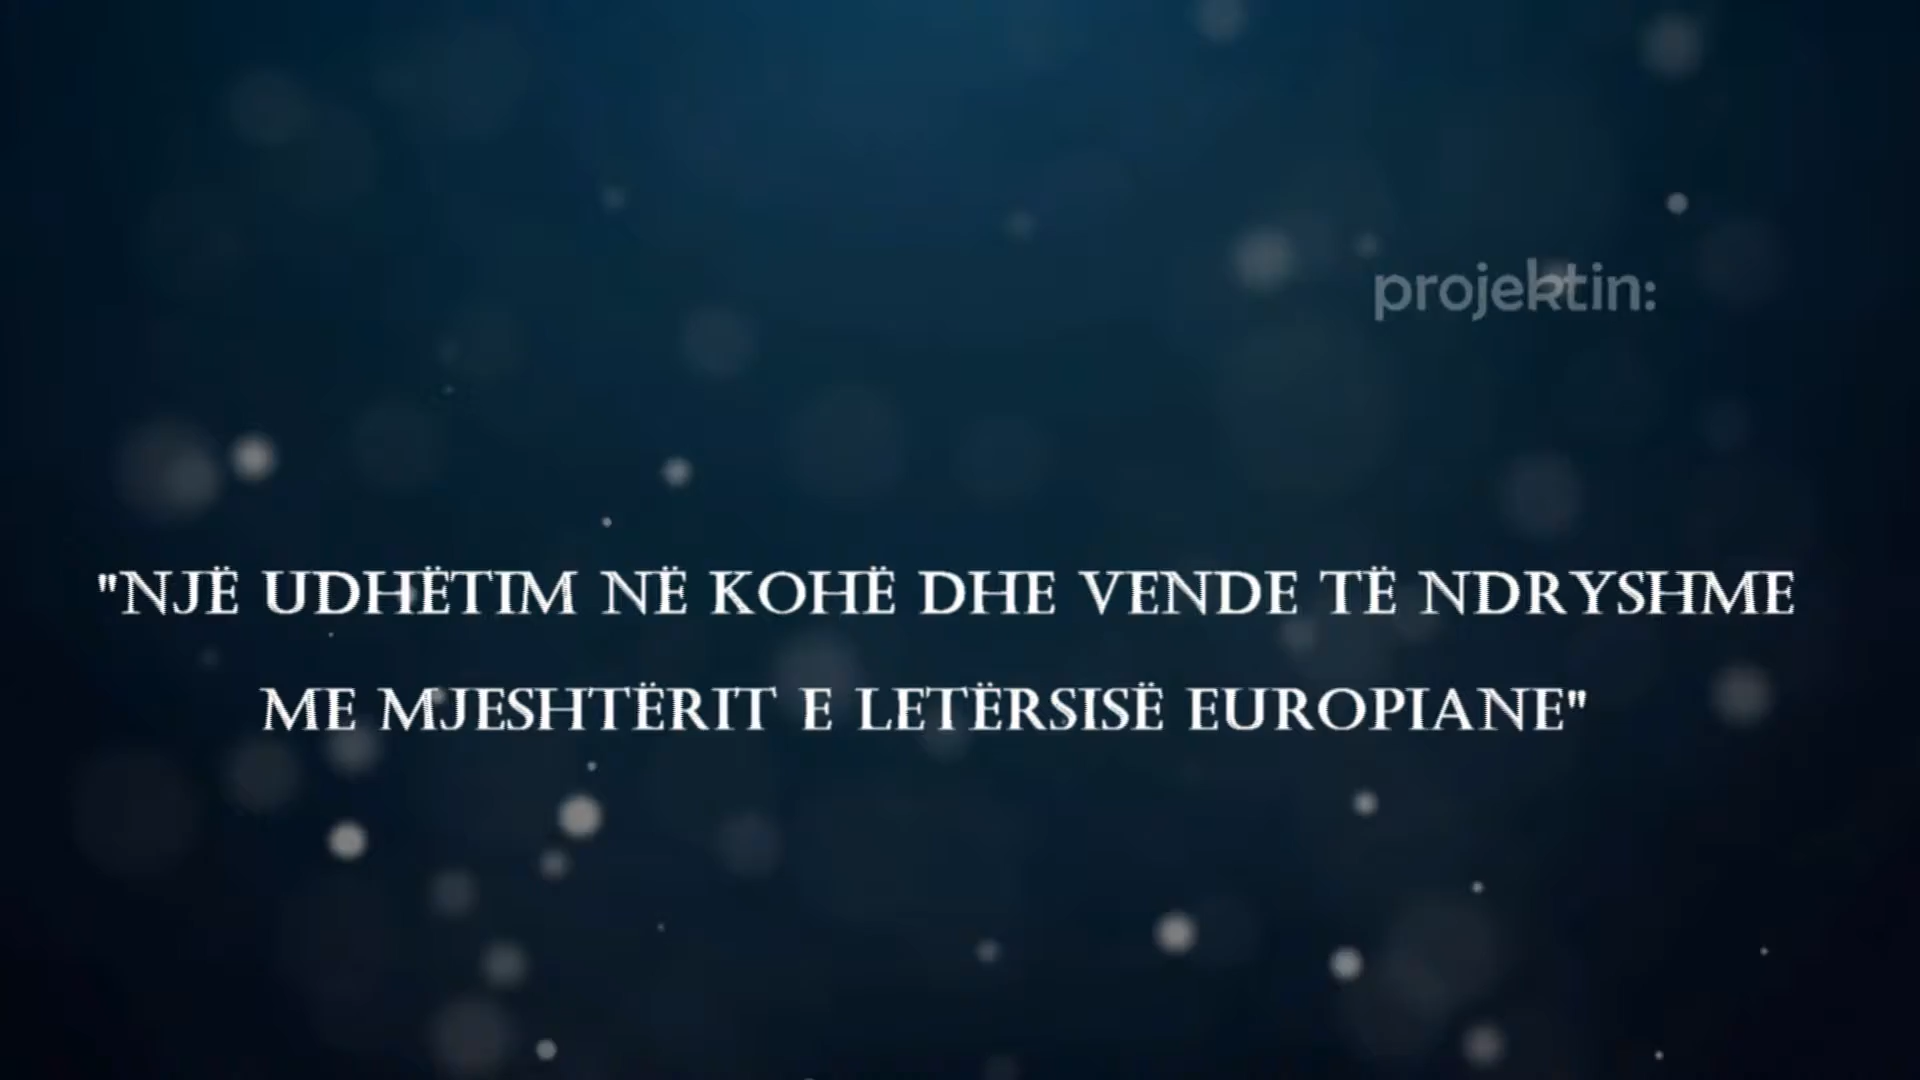 projektin:
"NJË UDHËTIM NË KOHË DHE VENDE TË NDRYSHME
ME MJESHTËRIT E LETËRSISË EUROPIANE"